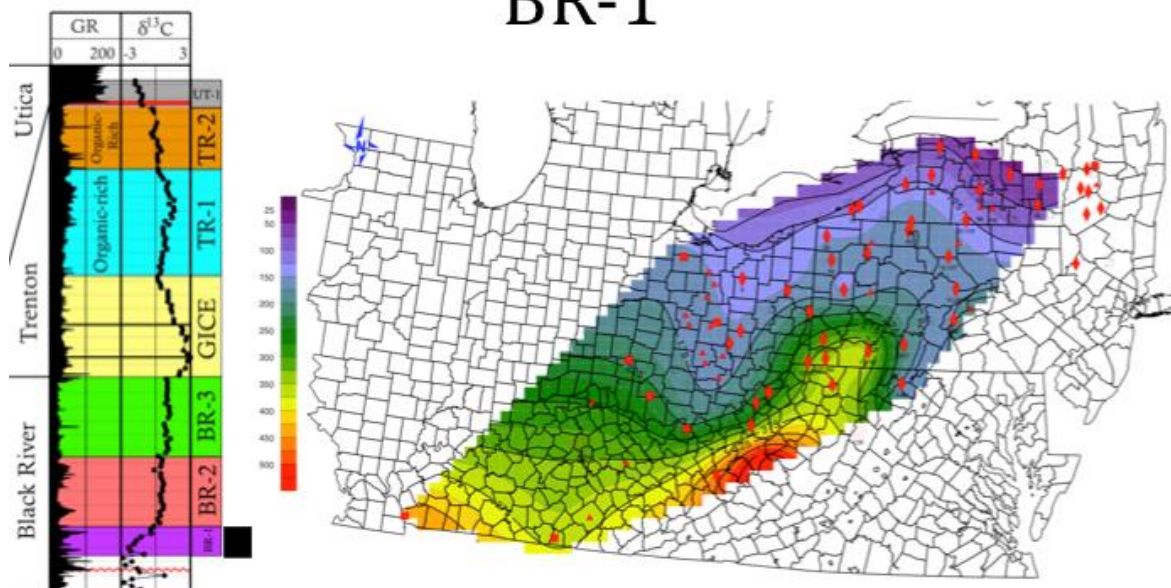 BR-1
GR
δ¹³C
0 200
-3 3
Utica
Trenton
Black River
UT-1
Organic-Rich
TR-2
Organic-rich
TR-1
GICE
BR-3
BR-2
BR-1
N
25
50
100
150
200
250
300
350
400
450
500